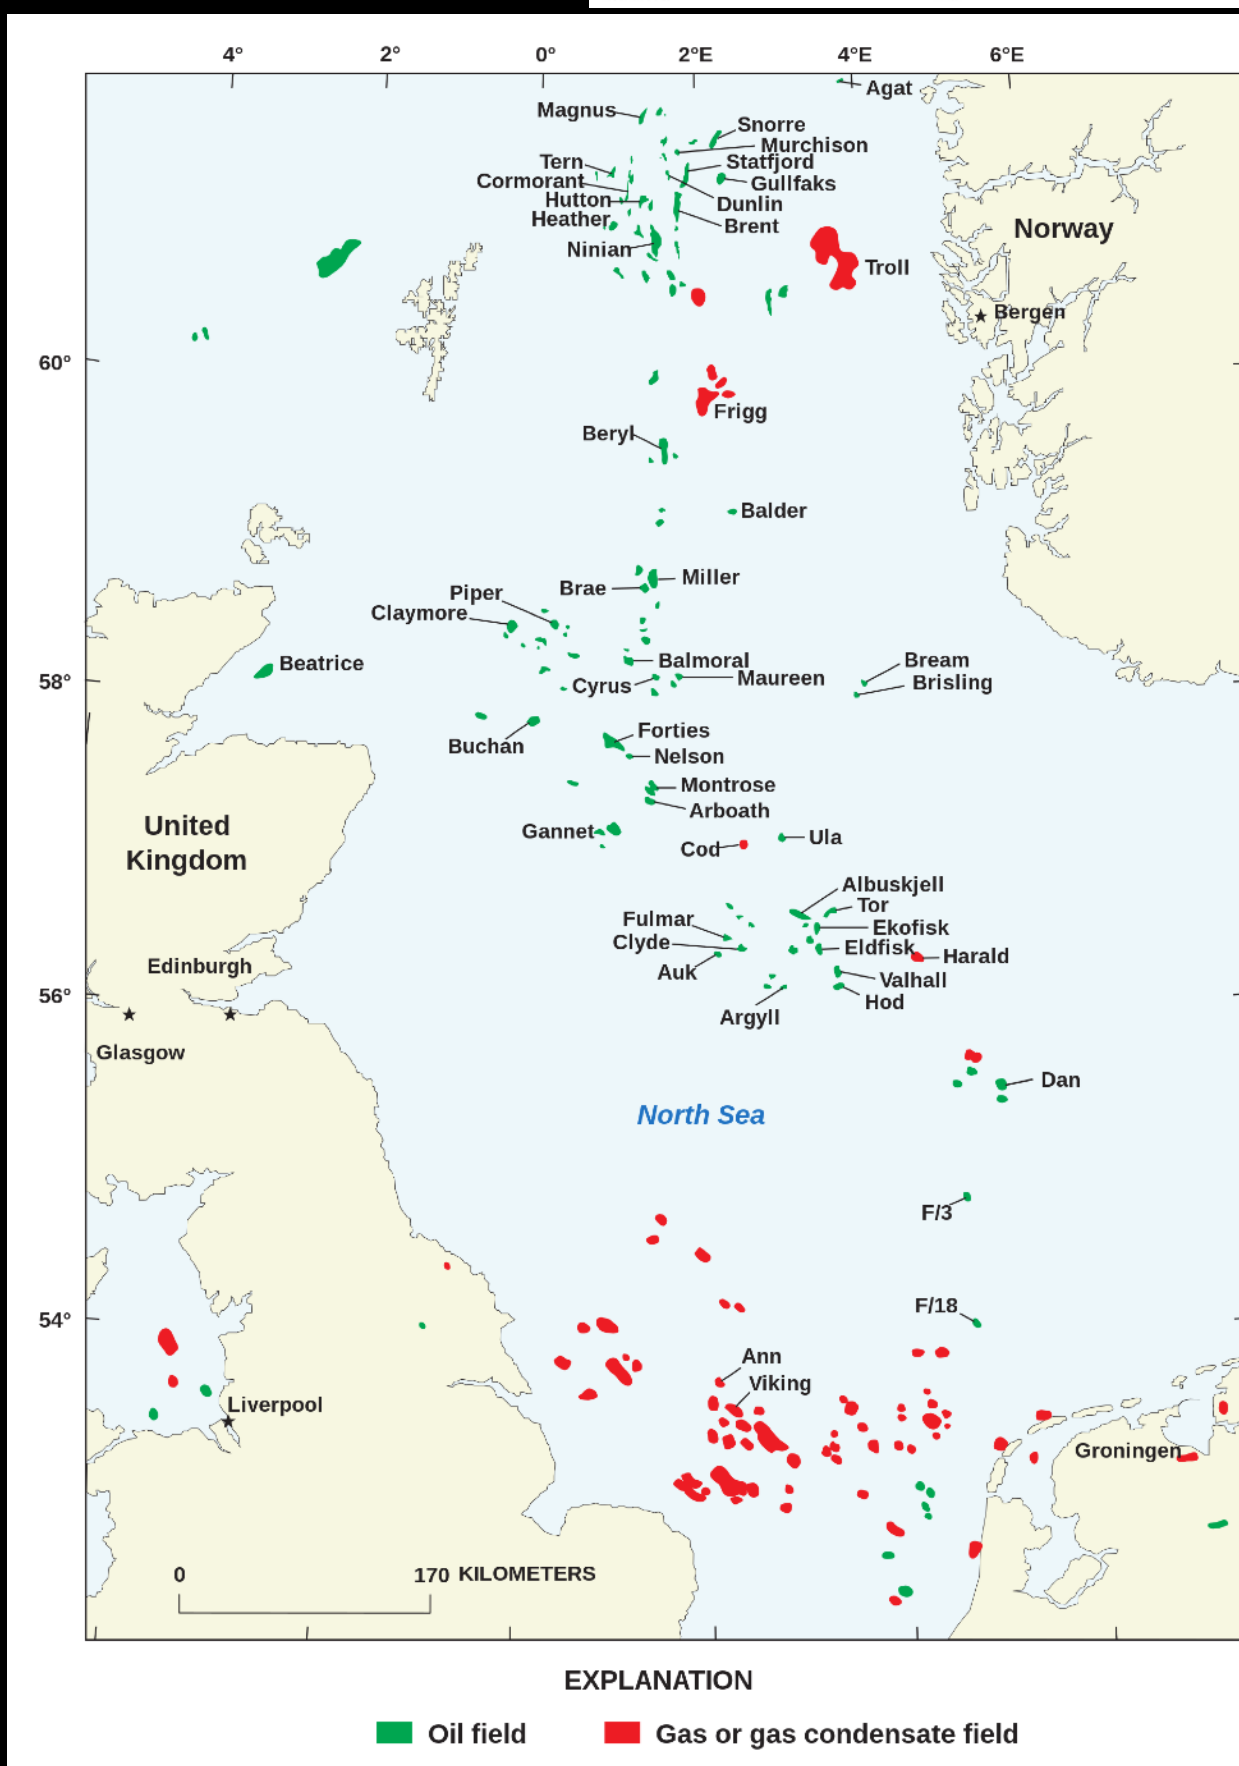 4°
2°
0°
2°E
4°E
6°E
Agat
Magnus
Snorre
Murchison
Tern
Statfjord
Cormorant
Gullfaks
Hutton
Dunlin
Heather
Brent
Norway
Ninian
Troll
Bergen
60°
Frigg
Beryl
Balder
Miller
Brae
Piper
Claymore
Beatrice
Balmoral
Bream
Maureen
Cyrus
Brisling
58°
Forties
Buchan
Nelson
Montrose
Arboath
United
Kingdom
Gannet
Ula
Cod
Albuskjell
Tor
Fulmar
Ekofisk
Clyde
Eldfisk
Harald
Edinburgh
Auk
Valhall
56°
Hod
Argyll
Glasgow
Dan
North Sea
F/3
F/18
54°
Ann
Viking
Liverpool
Groningen
0
170 KILOMETERS
EXPLANATION
Oil field
Gas or gas condensate field